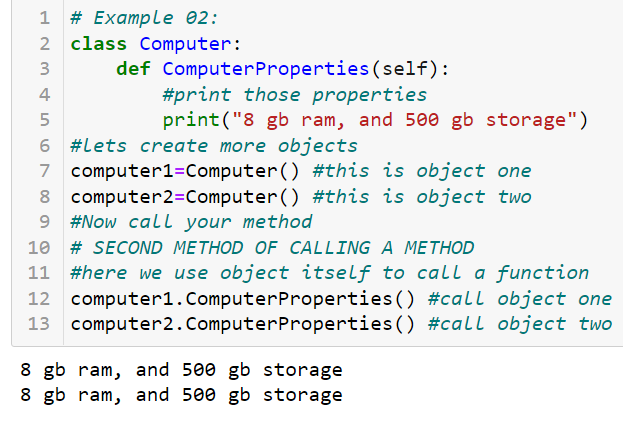 1 # Example 02:
2 class Computer:
3     def ComputerProperties(self):
4         #print those properties
5         print("8 gb ram, and 500 gb storage")
6 #lets create more objects
7 computer1=Computer() #this is object one
8 computer2=Computer() #this is object two
9 #Now call your method
10 # SECOND METHOD OF CALLING A METHOD
11 #here we use object itself to call a function
12 computer1.ComputerProperties() #call object one
13 computer2.ComputerProperties() #call object two
8 gb ram, and 500 gb storage
8 gb ram, and 500 gb storage